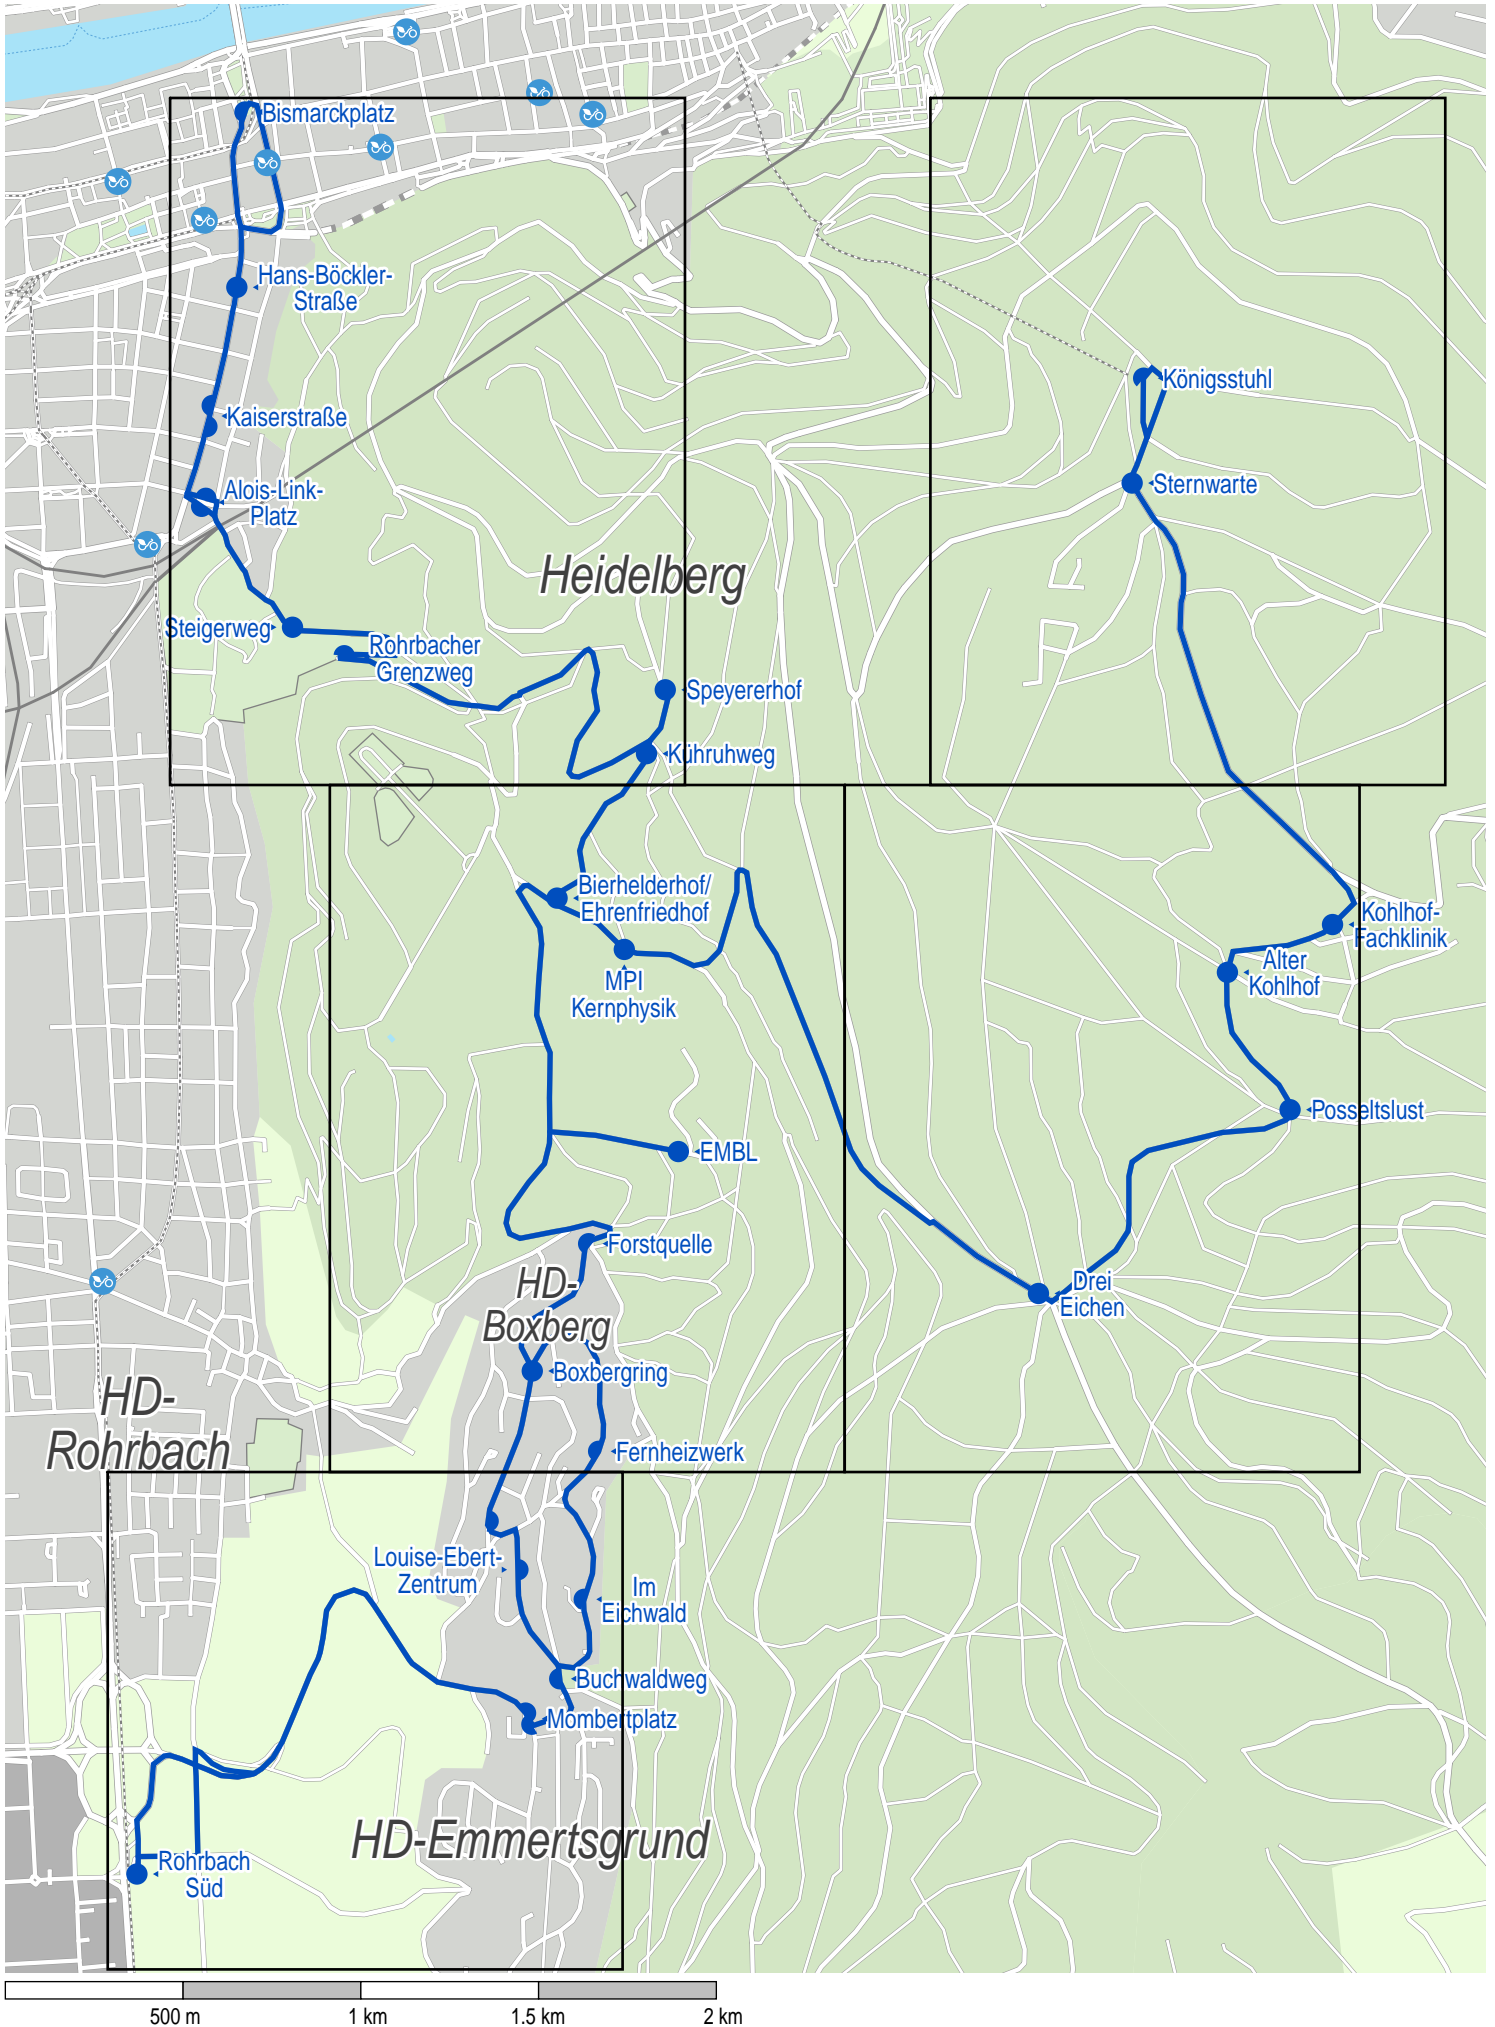 Bismarckplatz
Hans-Böckler-
Straße
Königsstuhl
Kaiserstraße
Sternwarte
Alois-Link-
Platz
Heidelberg
Steigerweg
Rohrbacher
Grenzweg
Speyererhof
Kühruhweg
Bierhelderhof/
Ehrenfriedhof
Kohlhof-
Fachklinik
Alter
Kohlhof
MPI
Kernphysik
Posseltslust
EMBL
Forstquelle
HD-
Boxberg
Drei
Eichen
Boxbergring
HD-
Rohrbach
Fernheizwerk
Louise-Ebert-
Zentrum
Im
Eichwald
Buchwaldweg
Mombertplatz
HD-Emmertsgrund
Rohrbach
Süd
500 m
1 km
1.5 km
2 km